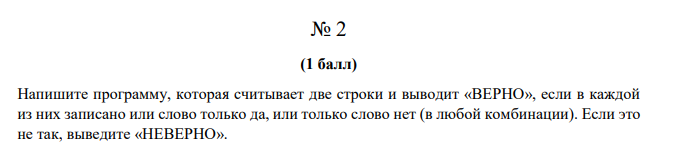 № 2
(1 балл)
Напишите программу, которая считывает две строки и выводит «ВЕРНО», если в каждой
из них записано или слово только да, или только слово нет (в любой комбинации). Если это
не так, выведите «НЕВЕРНО».